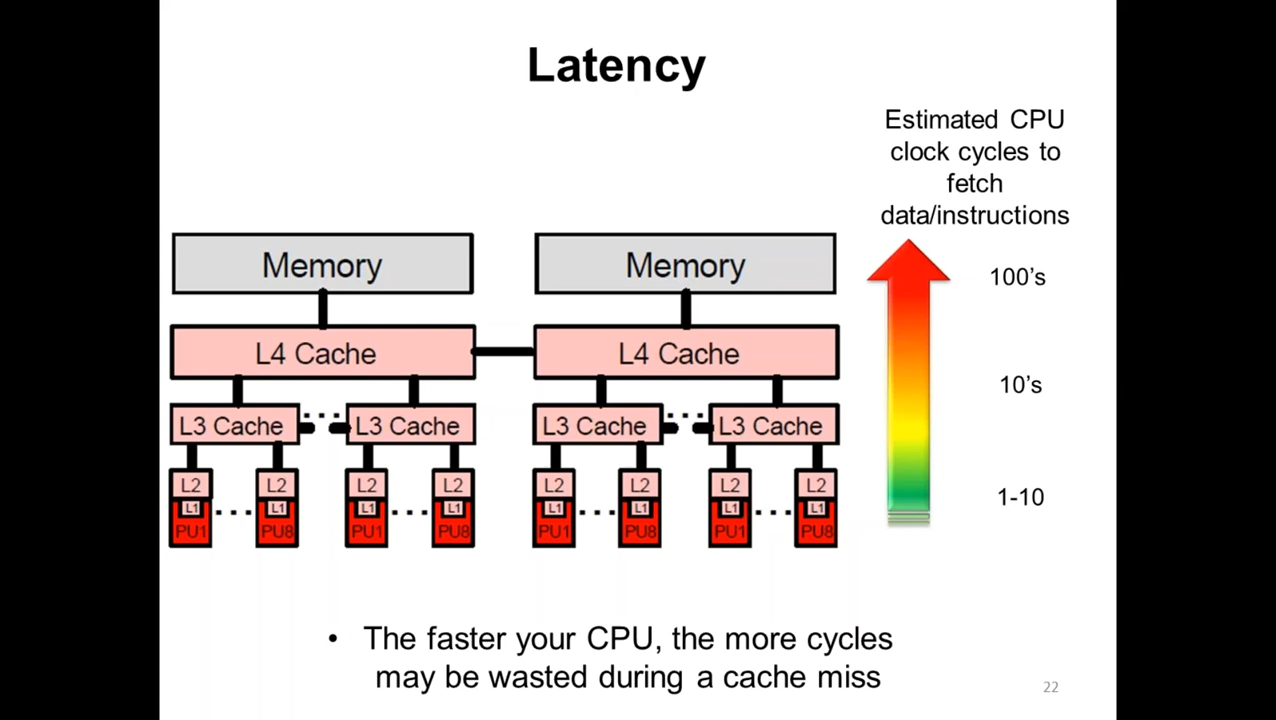 Latency
Estimated CPU
clock cycles to
fetch
data/instructions
Memory Memory
100's
L4 Cache L4 Cache
10's
L3 Cache L3 Cache L3 Cache L3 Cache
L2 L2 L2 L2 L2 L2 L2 L2
1-10
L1 L1 L1 L1 L1 L1 L1 L1
PU1 PU8 PU1 PU8 PU1 PU8 PU1 PU8
• The faster your CPU, the more cycles
may be wasted during a cache miss
22